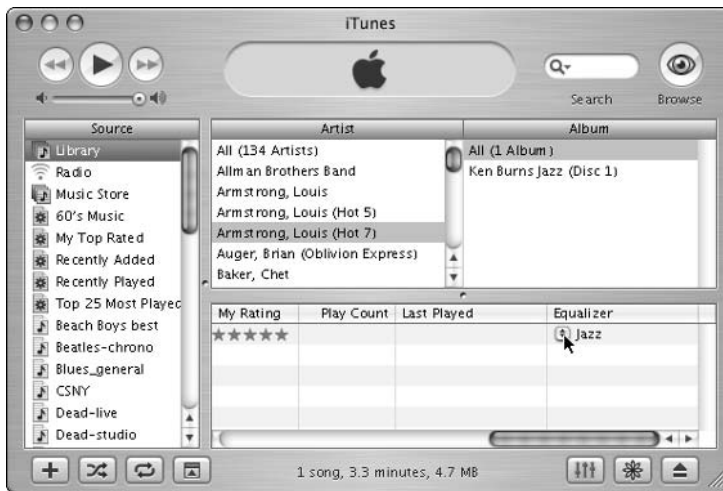 iTunes
Search
Browse
Source
Library
Radio
Music Store
60's Music
My Top Rated
Recently Added
Recently Played
Top 25 Most Played
Beach Boys best
Beatles-chrono
Blues_general
CSNY
Dead-live
Dead-studio
Artist
All (134 Artists)
Allman Brothers Band
Armstrong, Louis
Armstrong, Louis (Hot 5)
Armstrong, Louis (Hot 7)
Auger, Brian (Oblivion Express)
Baker, Chet
Album
All (1 Album)
Ken Burns Jazz (Disc 1)
My Rating Play Count Last Played Equalizer
★★★★★ Jazz
1 song, 3.3 minutes, 4.7 MB